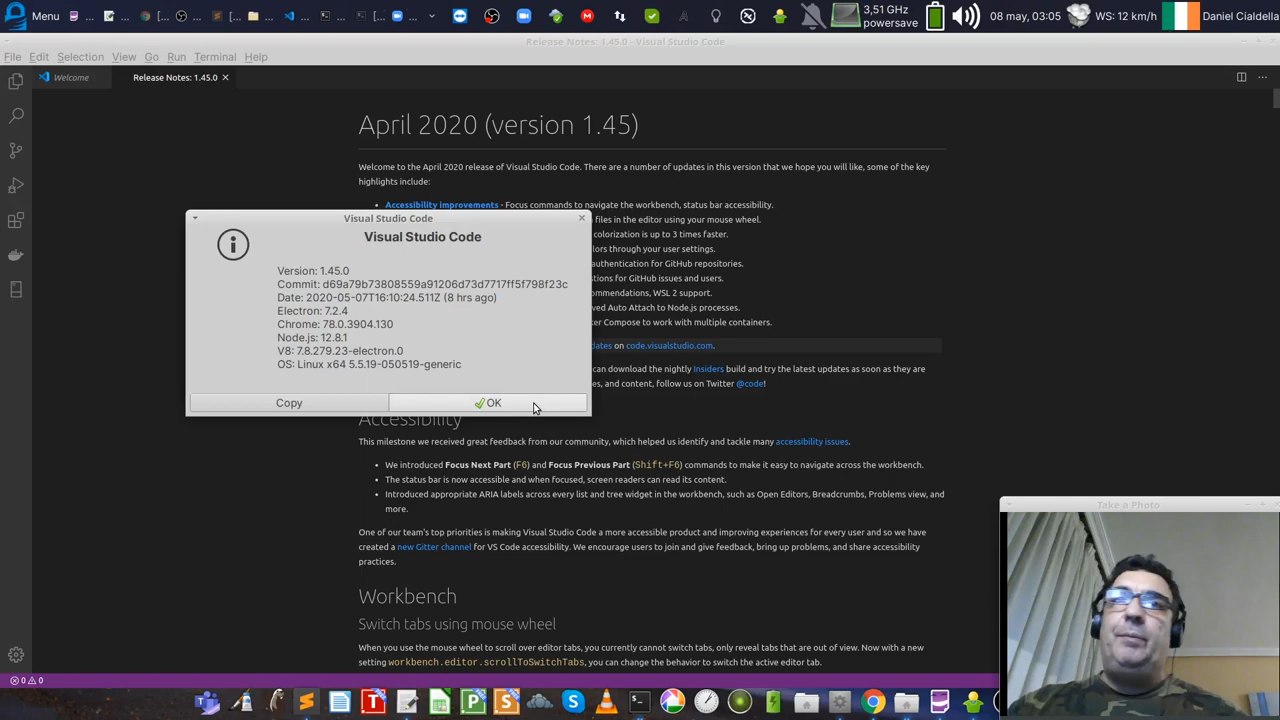 Menu
3,51 GHz
powersave
08 may, 03:05
WS: 12 km/h
Daniel Cialdella
Release Notes: 1.45.0 - Visual Studio Code
File Edit Selection View Go Run Terminal Help
Welcome
Release Notes: 1.45.0
April 2020 (version 1.45)
Welcome to the April 2020 release of Visual Studio Code. There are a number of updates in this version that we hope you will like, some of the key
highlights include:
Accessibility improvements - Focus commands to navigate the workbench, status bar accessibility.
files in the editor using your mouse wheel.
colorization is up to 3 times faster.
through your user settings.
authentication for GitHub repositories.
for GitHub issues and users.
WSL 2 support.
Auto Attach to Node.js processes.
Compose to work with multiple containers.
on code.visualstudio.com.
can download the nightly Insiders build and try the latest updates as soon as they are
and content, follow us on Twitter @code!
Visual Studio Code
Visual Studio Code
Version: 1.45.0
Commit: d69a79b73808559a91206d73d7717ff5f798f23c
Date: 2020-05-07T16:10:24.511Z (8 hrs ago)
Electron: 7.2.4
Chrome: 78.0.3904.130
Node.js: 12.8.1
V8: 7.8.279.23-electron.0
OS: Linux x64 5.5.19-050519-generic
Copy
OK
Accessibility
This milestone we received great feedback from our community, which helped us identify and tackle many accessibility issues.
We introduced Focus Next Part (F6) and Focus Previous Part (Shift+F6) commands to make it easy to navigate across the workbench.
The status bar is now accessible and when focused, screen readers can read its content.
Introduced appropriate ARIA labels across every list and tree widget in the workbench, such as Open Editors, Breadcrumbs, Problems view, and
more.
One of our team's top priorities is making Visual Studio Code a more accessible product and improving experiences for every user and so we have
created a new Gitter channel for VS Code accessibility. We encourage users to join and give feedback, bring up problems, and share accessibility
practices.
Workbench
Switch tabs using mouse wheel
When you use the mouse wheel to scroll over editor tabs, you currently cannot switch tabs, only reveal tabs that are out of view. Now with a new
setting workbench.editor.scrollToSwitchTabs, you can change the behavior to switch the active editor tab.
Take a Photo
0 0